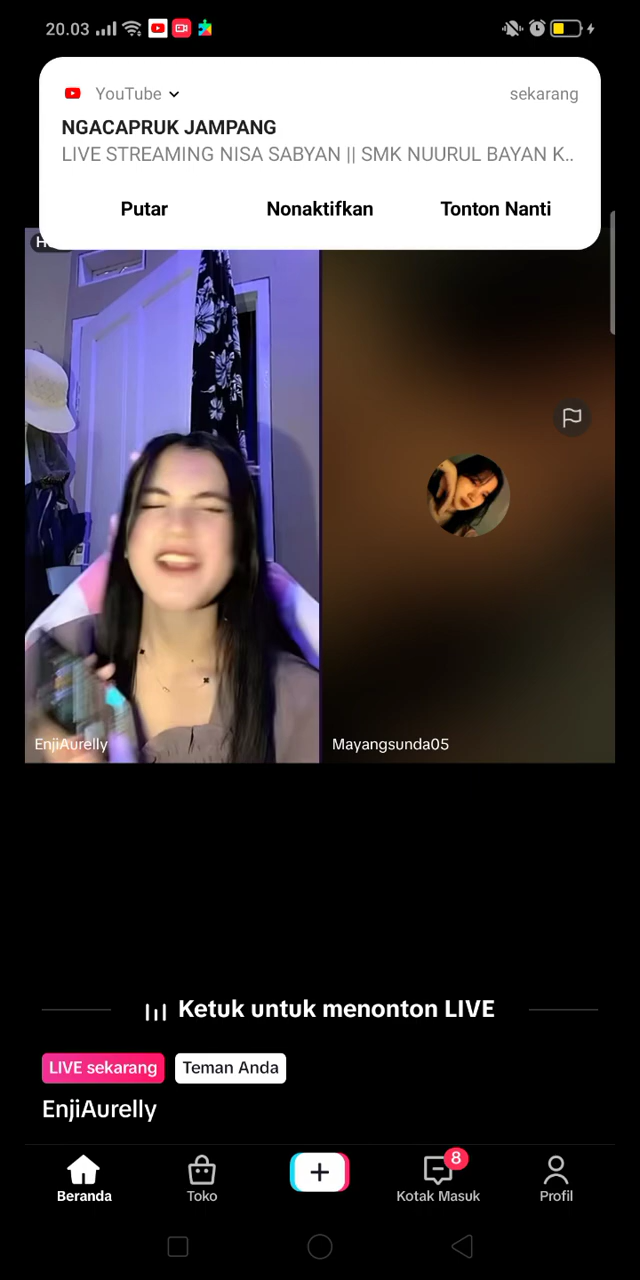 20.03
YouTube
sekarang
NGACAPRUK JAMPANG
LIVE STREAMING NISA SABYAN || SMK NUURUL BAYAN K..
Putar
Nonaktifkan
Tonton Nanti
EnjiAurelly
Mayangsunda05
Ketuk untuk menonton LIVE
LIVE sekarang
Teman Anda
EnjiAurelly
8
Beranda
Toko
Kotak Masuk
Profil